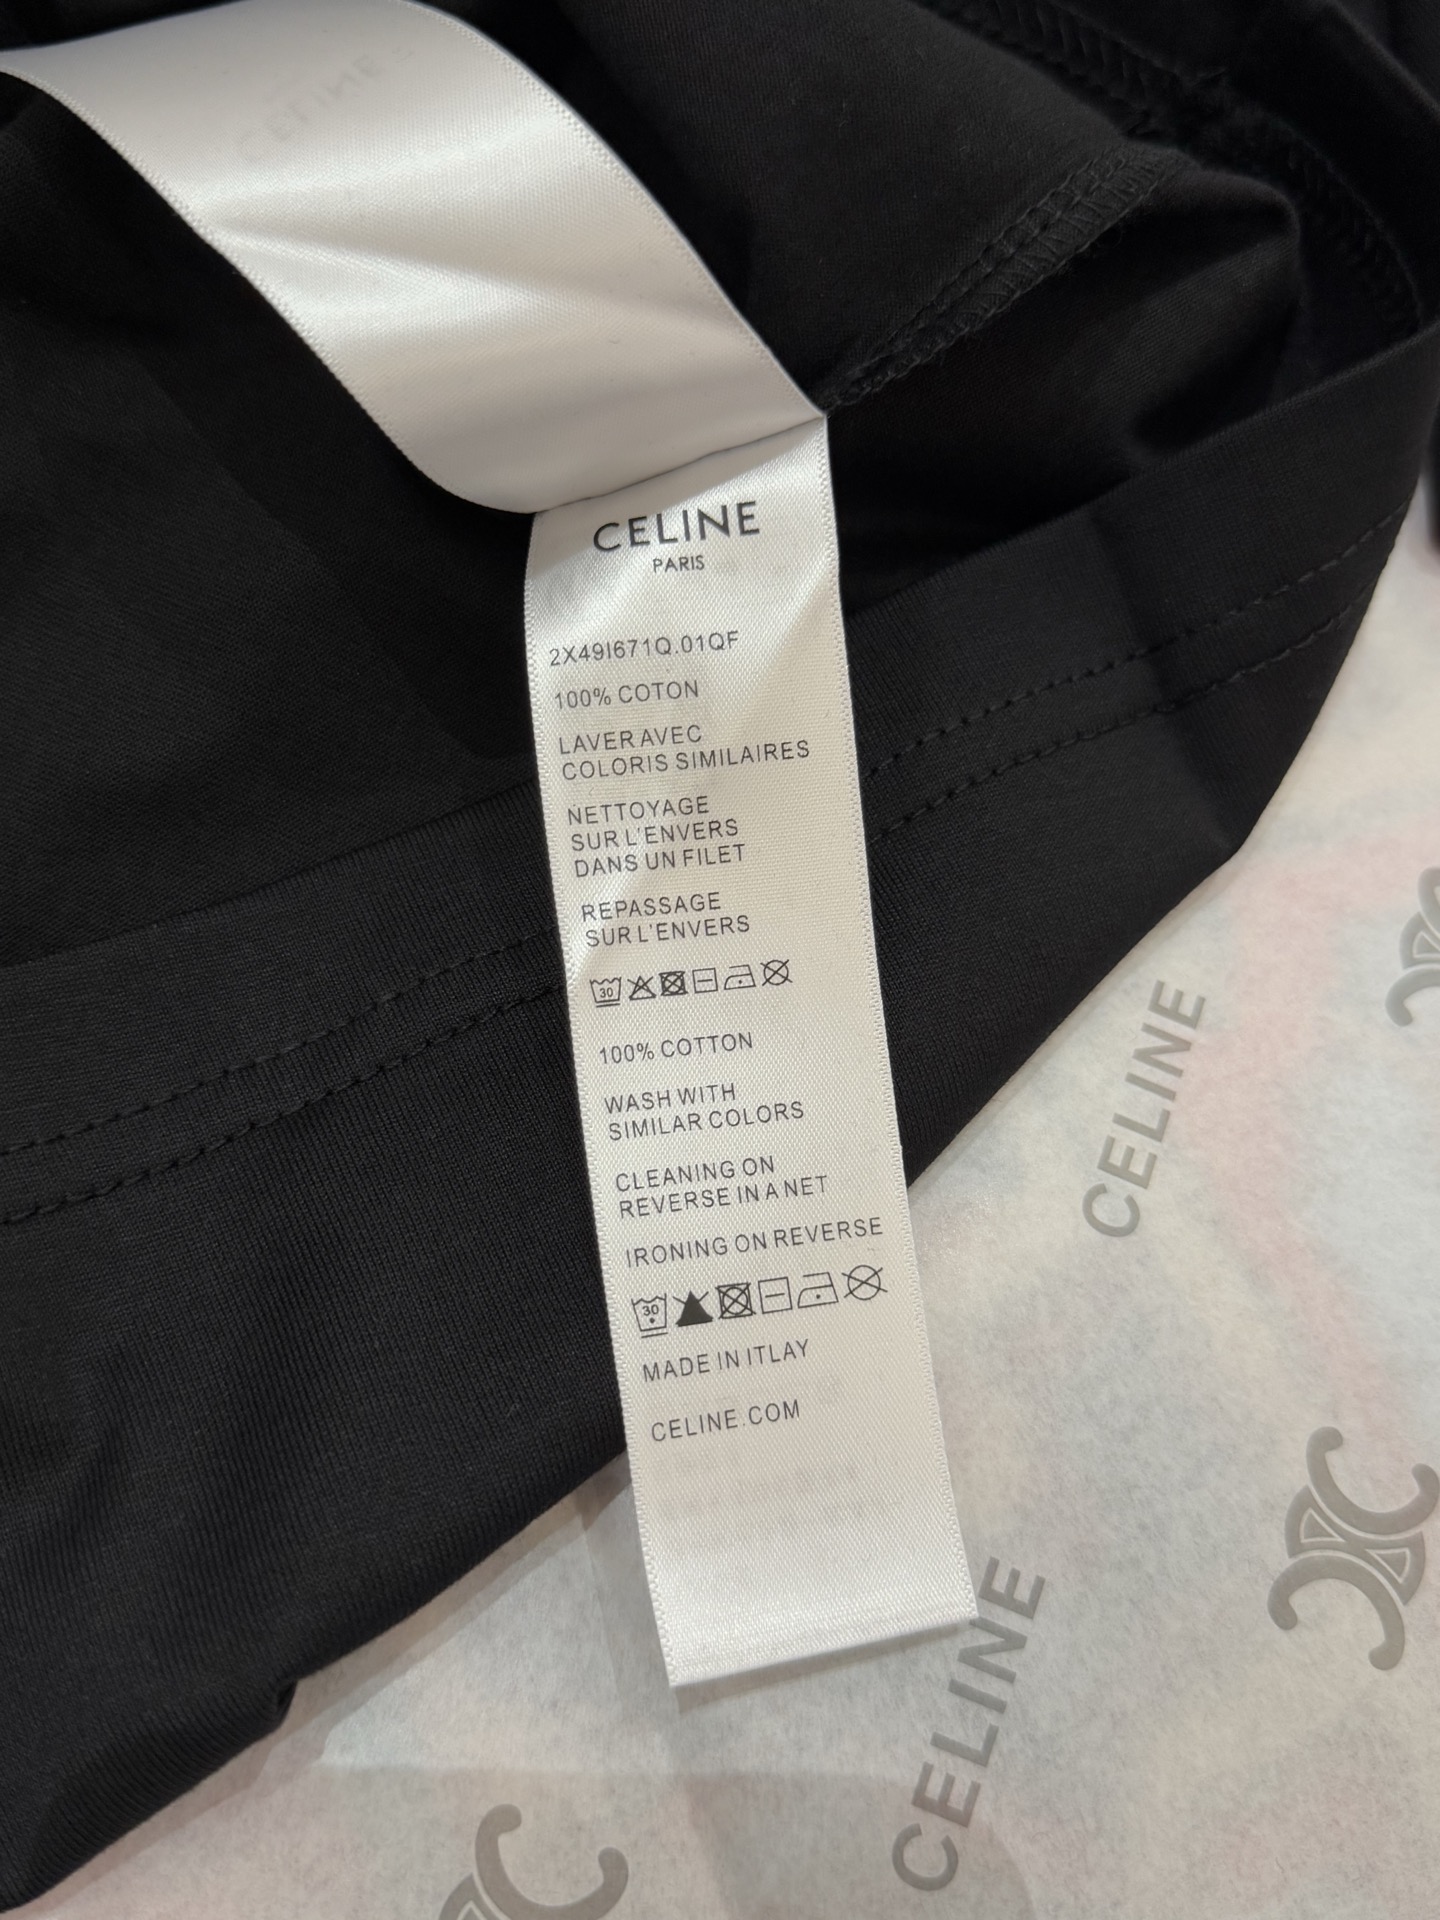 CELINE
CELINE
PARIS
2X49I671Q.01QF
100% COTON
LAVER AVEC
COLORIS SIMILAIRES
NETTOYAGE
SUR L'ENVERS
DANS UN FILET
REPASSAGE
SUR L'ENVERS
30
100% COTTON
WASH WITH
SIMILAR COLORS
CLEANING ON
REVERSE IN A NET
IRONING ON REVERSE
30
MADE IN ITLAY
CELINE.COM
CELINE
CELINE